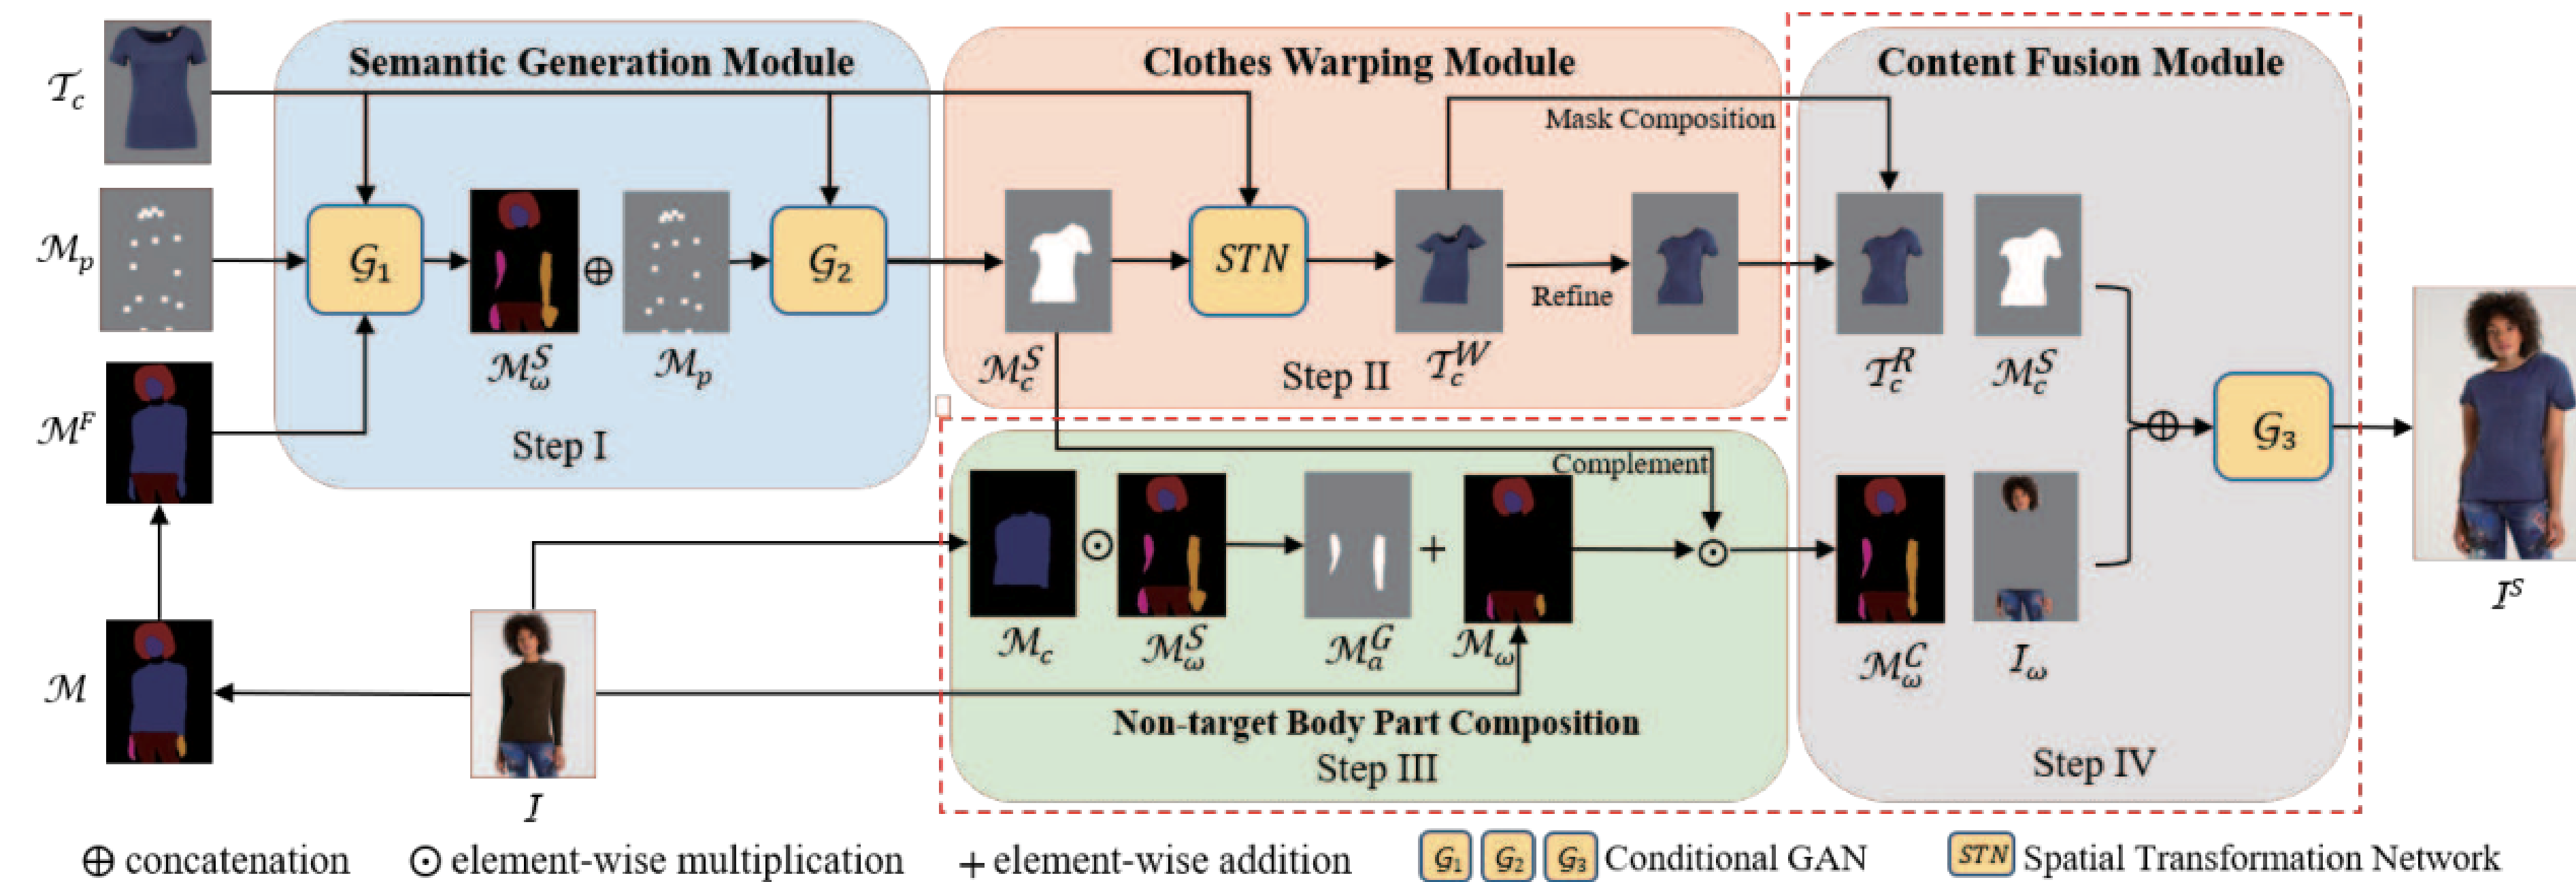 Semantic Generation Module
Clothes Warping Module
Content Fusion Module
𝒯c
Mask Composition
ℳp
𝒢1
𝒢2
STN
Refine
ℳωS
ℳp
ℳcS
Step II
𝒯cW
𝒯cR
ℳcS
ℳF
Step I
𝒢3
Complement
IS
ℳc
ℳωS
ℳaG
ℳω
ℳωC
Iω
ℳ
Non-target Body Part Composition
Step III
Step IV
I
⊕ concatenation ⊙ element-wise multiplication + element-wise addition 𝒢1 𝒢2 𝒢3 Conditional GAN STN Spatial Transformation Network